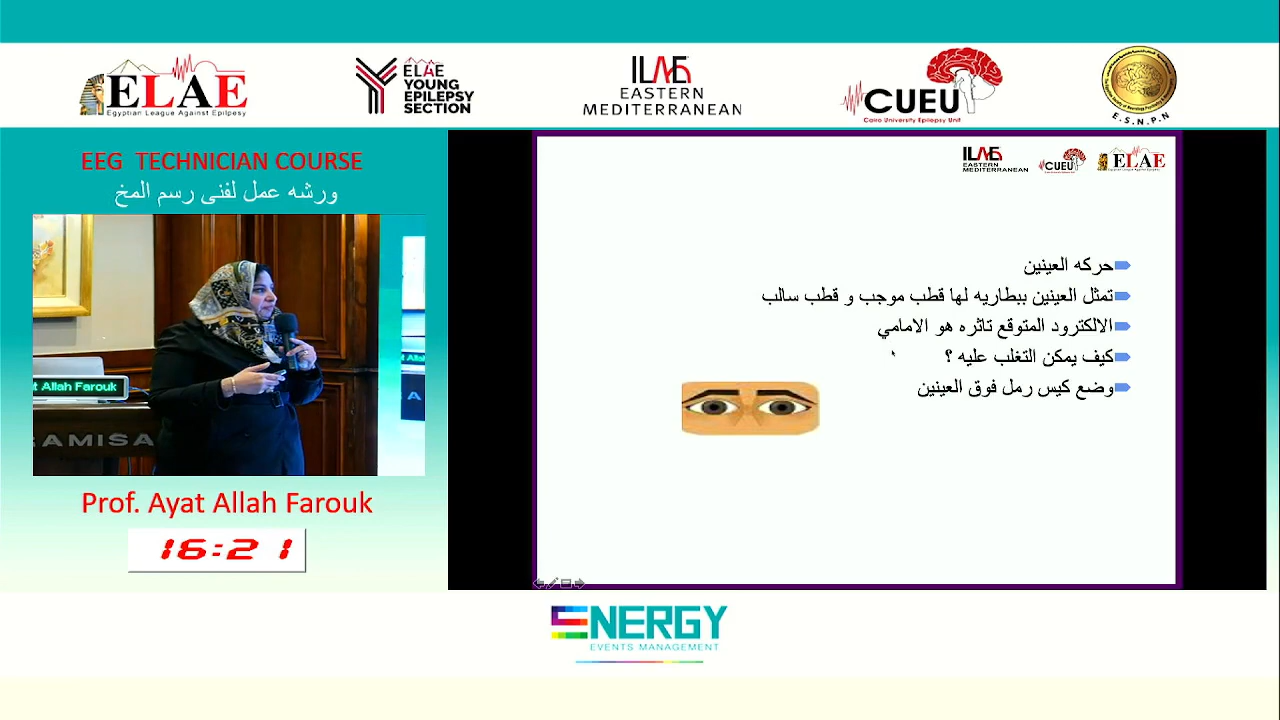 ELAE
Egyptian League Against Epilpesy
ELAE
YOUNG
EPILEPSY
SECTION
ILAE
EASTERN
MEDITERRANEAN
CUEU
Cairo University Epilepsy Unit
E.S.N.P.N
EEG TECHNICIAN COURSE
ورشه عمل لفنى رسم المخ
t Allah Farouk
RAMISA
Prof. Ayat Allah Farouk
16:21
ILAE
EASTERN
MEDITERRANEAN
CUEU
ELAE
حركه العينين
تمثل العينين ببطاريه لها قطب موجب و قطب سالب
الالكترود المتوقع تاثره هو الامامي
كيف يمكن التغلب عليه ؟
وضع كيس رمل فوق العينين
ENERGY
EVENTS MANAGEMENT